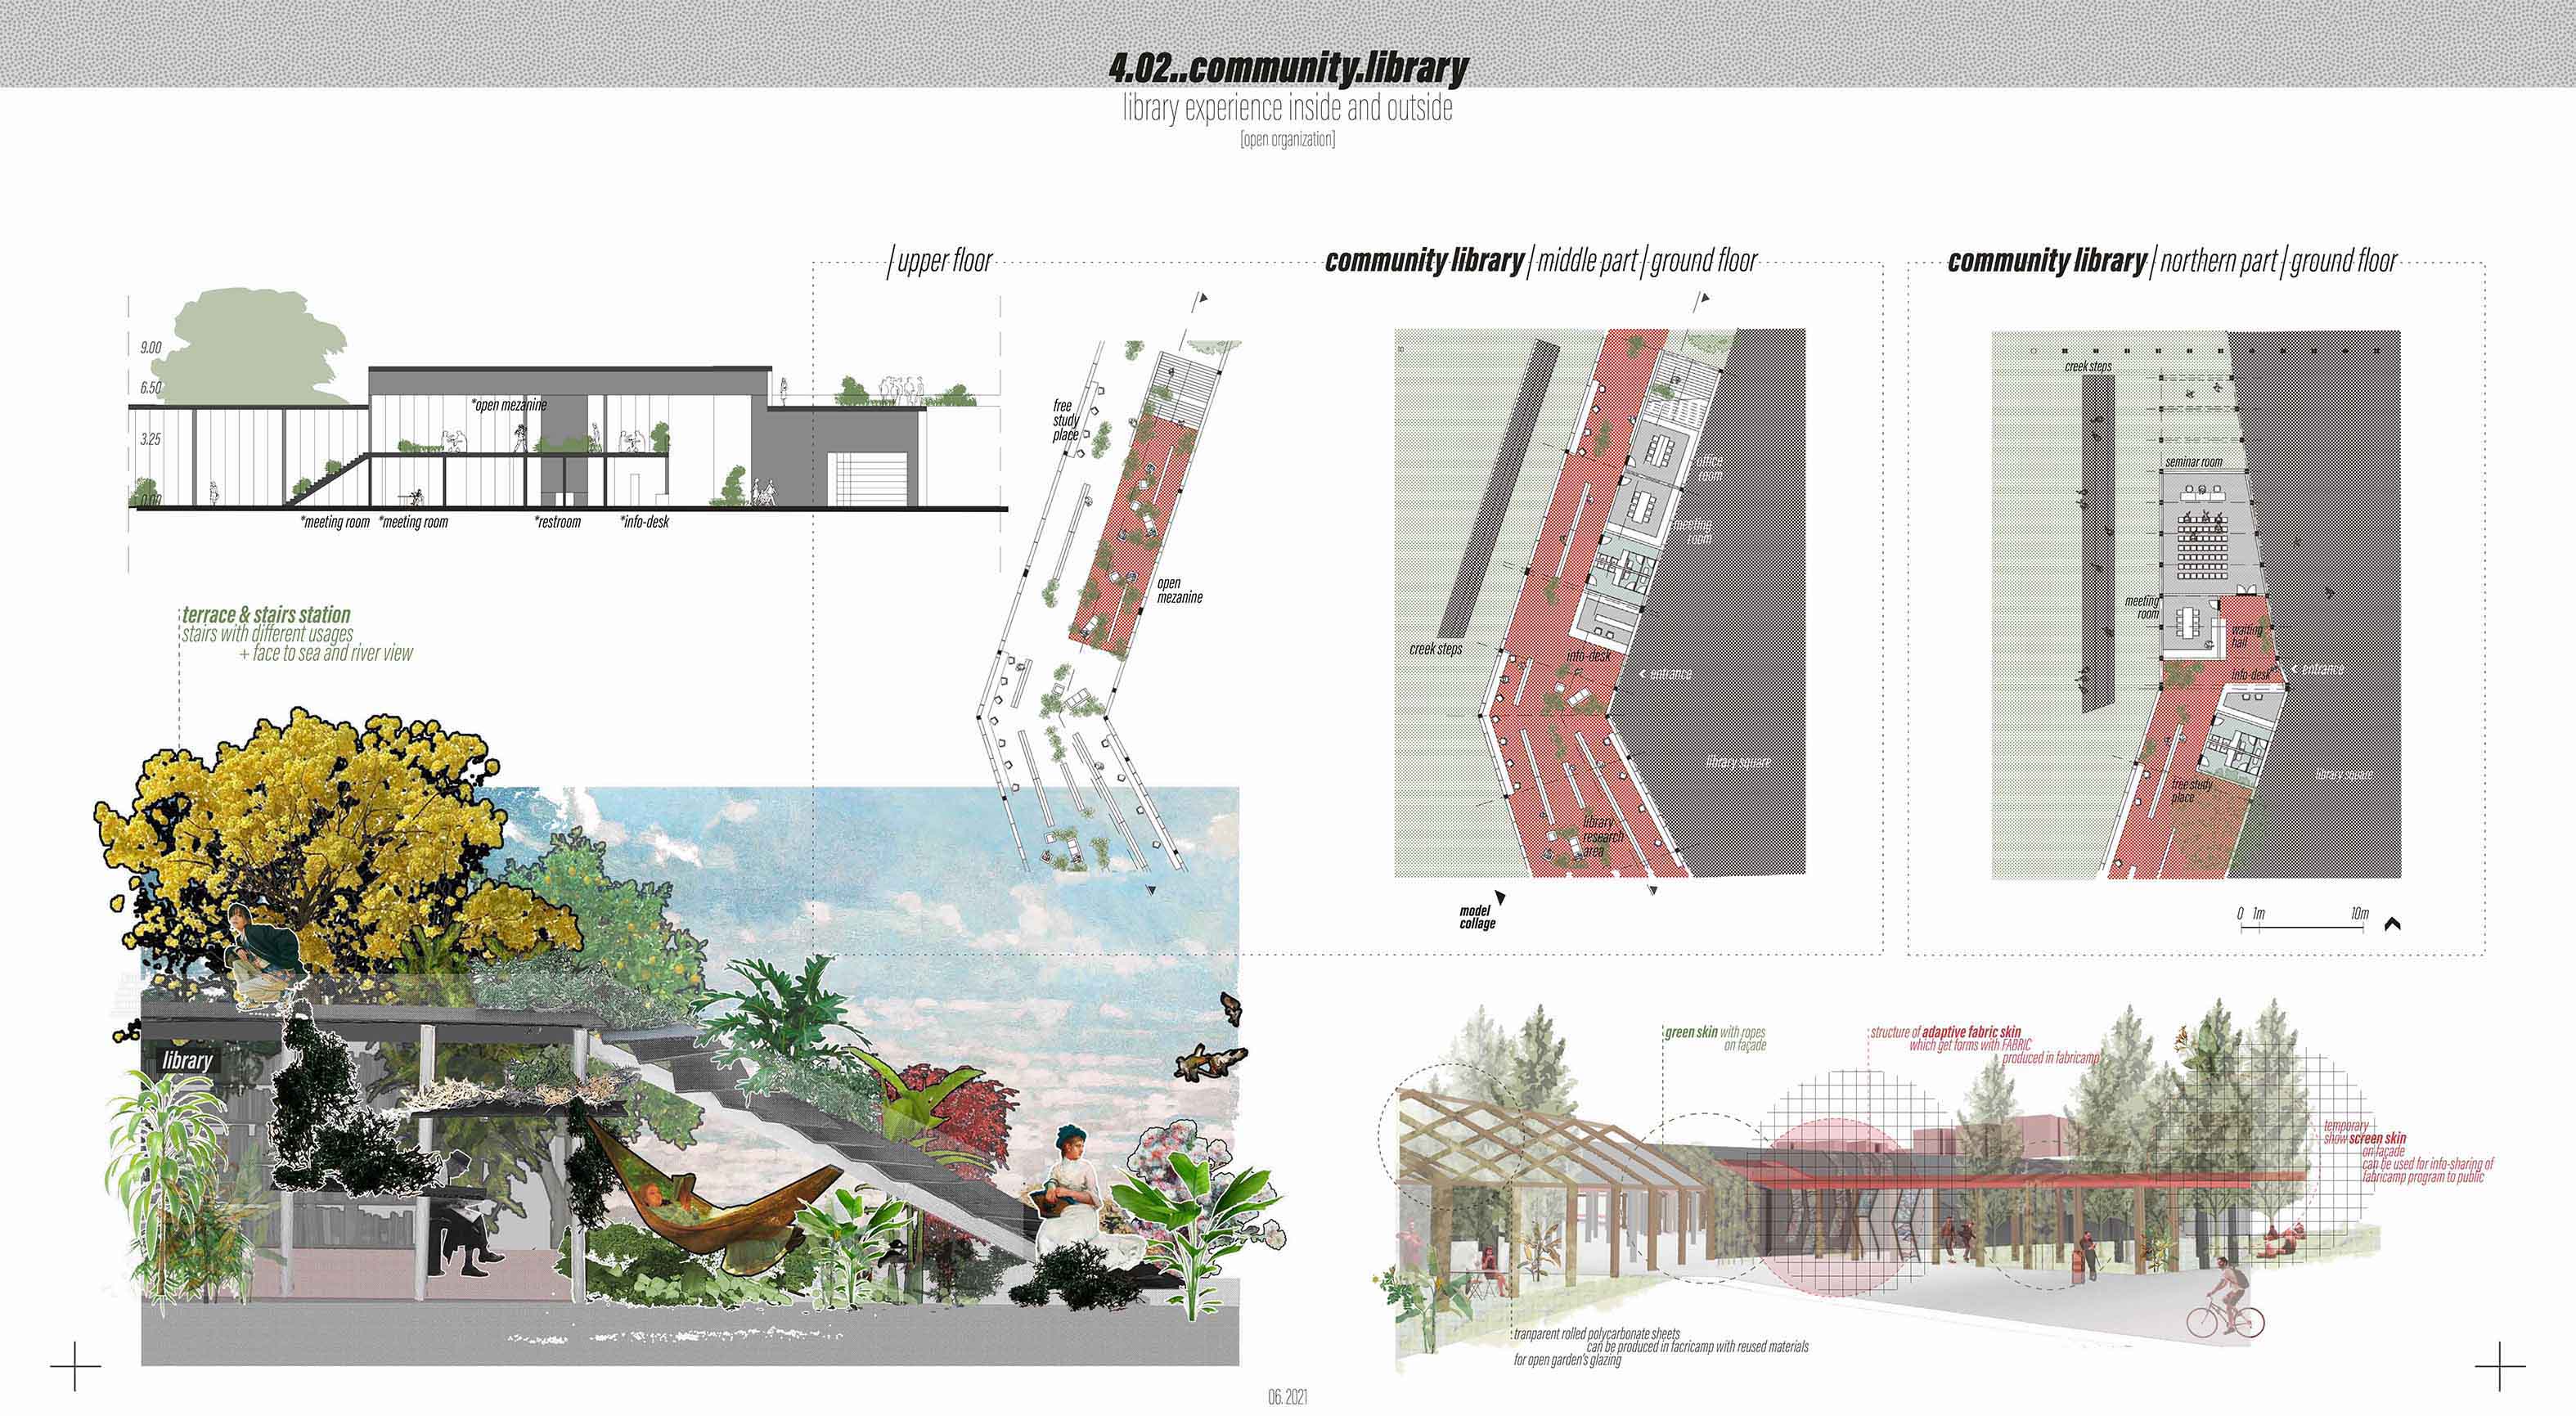 4.02..community.library
library experience inside and outside
[open organization]
/upper floor
community library/middle part/ground floor
community library/northern part/ground floor
9.00
6.50
3.25
0.00
*open mezanine
*meeting room *meeting room
*restroom
*info-desk
free
study
place
open
mezanine
office
room
meeting
room
creek steps
info-desk
< entrance
library square
library
research
area
model
collage
creek steps
seminar room
meeting
room
waiting
hall
info-desk
< entrance
free study
place
library square
0 1m 10m
terrace & stairs station
stairs with different usages
+ face to sea and river view
library
green skin with ropes
on façade
structure of adaptive fabric skin
which get forms with FABRIC
produced in fabricamp
temporary
show screen skin
on façade
can be used for info-sharing of
fabricamp program to public
tranparent rolled polycarbonate sheets
can be produced in facricamp with reused materials
for open garden's glazing
06.2021